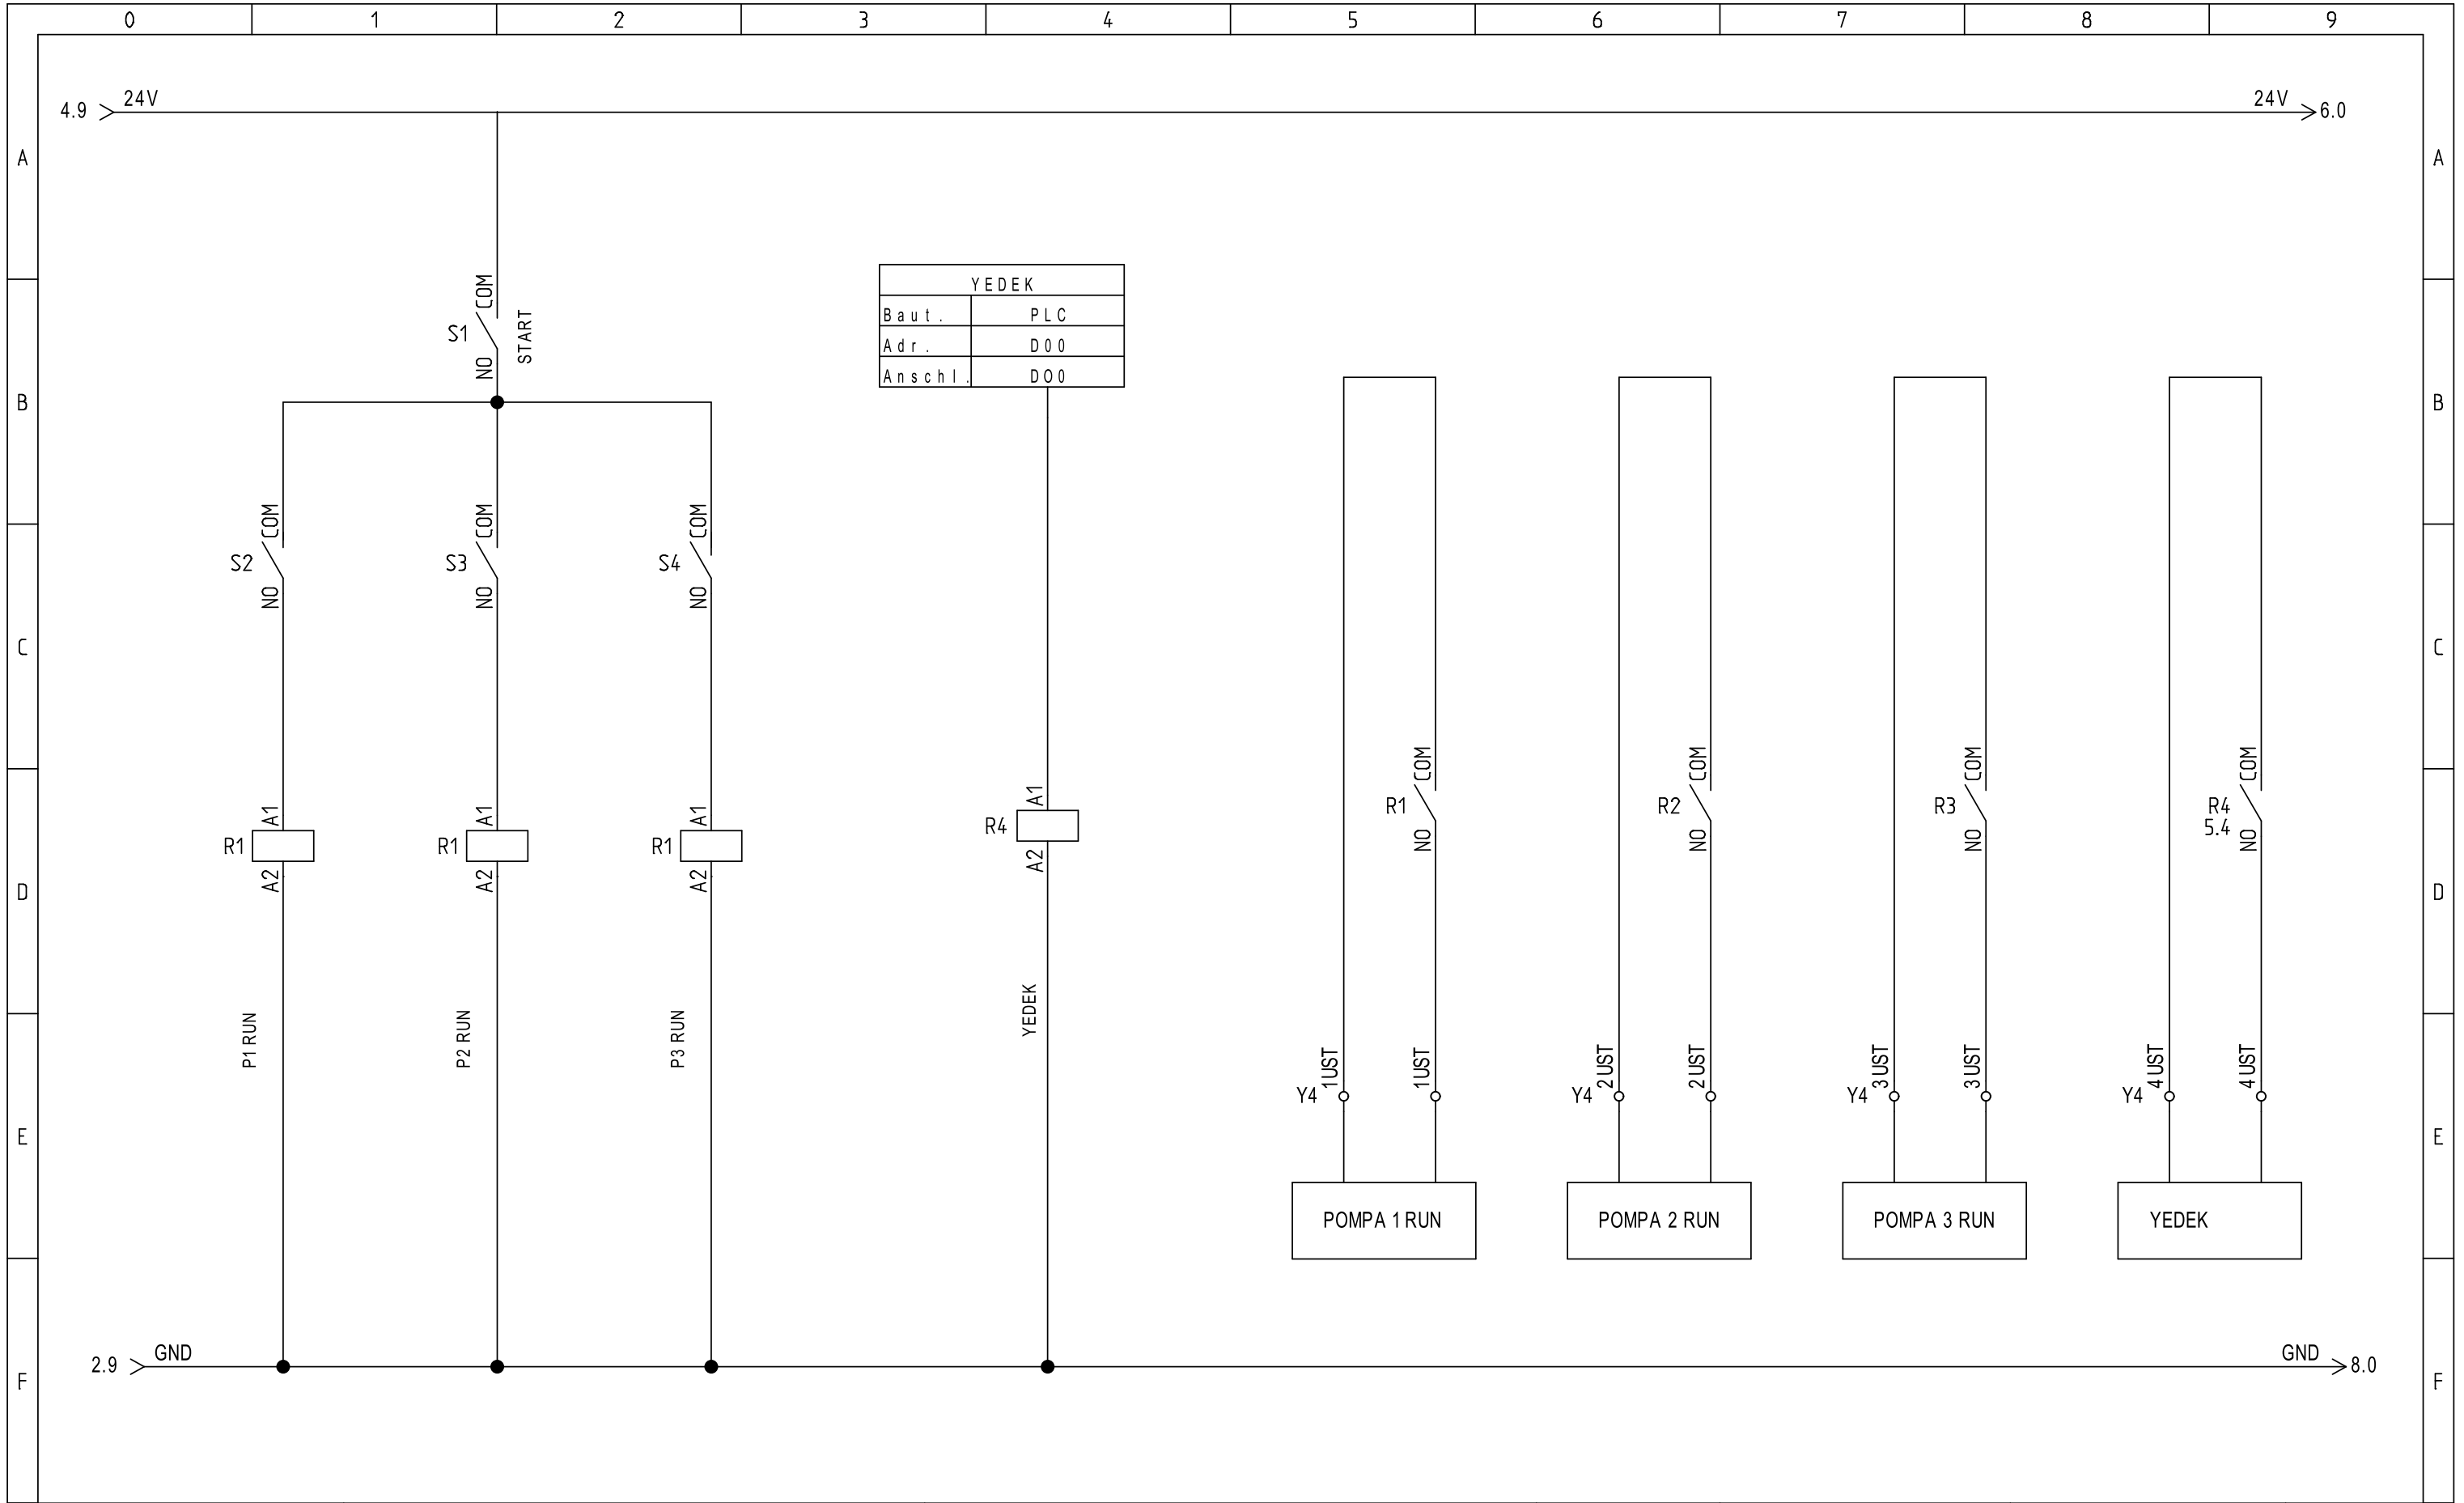 0 1 2 3 4 5 6 7 8 9
4.9 24V 24V 6.0
A A
COM
S1 START
NO
YEDEK
Baut. PLC
Adr. D00
Anschl. DO0
B B
COM COM COM
S2 S3 S4
NO NO NO
C C
COM COM COM COM
A1 A1 A1 A1
R1 R1 R1 R4 R1 R2 R3 R4
5.4
NO NO NO NO
A2 A2 A2 A2
D D
P1 RUN P2 RUN P3 RUN YEDEK
1UST 1UST 2UST 2UST 3UST 3UST 4UST 4UST
Y4 Y4 Y4 Y4
E E
POMPA 1 RUN POMPA 2 RUN POMPA 3 RUN YEDEK
2.9 GND GND 8.0
F F